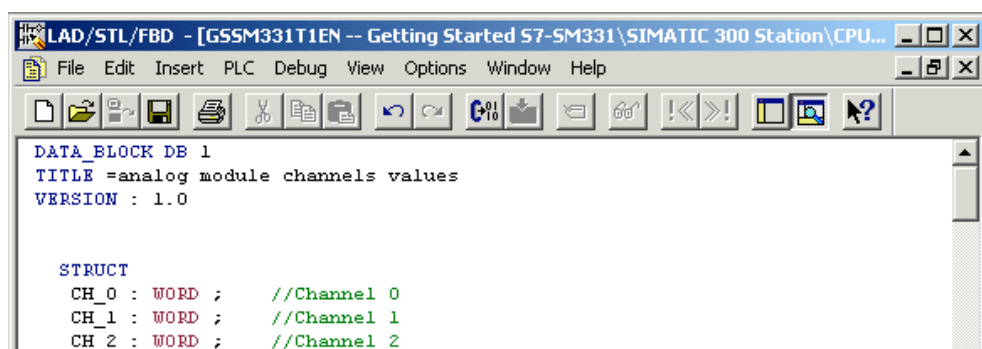 LAD/STL/FBD - [GSSM331T1EN -- Getting Started S7-SM331\SIMATIC 300 Station\CPU...
File Edit Insert PLC Debug View Options Window Help
DATA_BLOCK DB 1
TITLE =analog module channels values
VERSION : 1.0
STRUCT
CH_0 : WORD ; //Channel 0
CH_1 : WORD ; //Channel 1
CH_2 : WORD ; //Channel 2